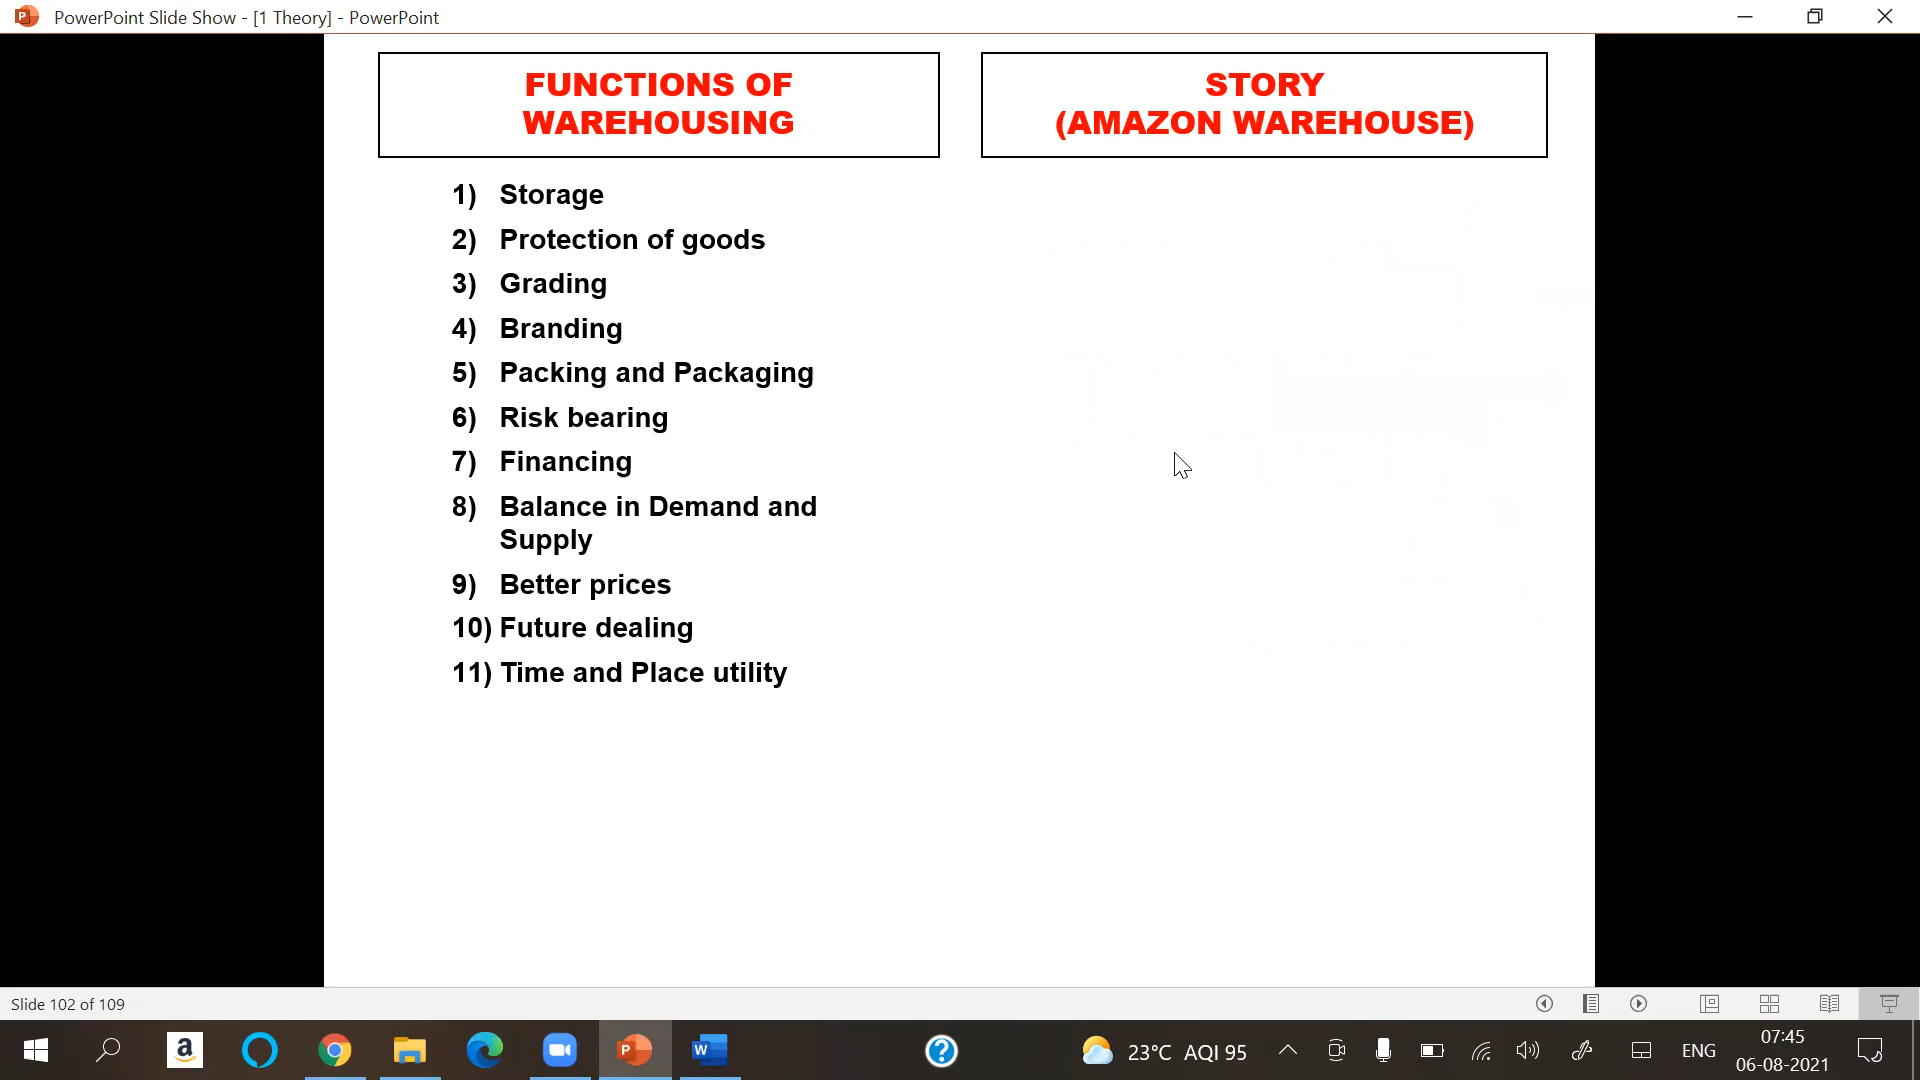 PowerPoint Slide Show - [1 Theory] - PowerPoint
FUNCTIONS OF
WAREHOUSING
STORY
(AMAZON WAREHOUSE)
1) Storage
2) Protection of goods
3) Grading
4) Branding
5) Packing and Packaging
6) Risk bearing
7) Financing
8) Balance in Demand and
Supply
9) Better prices
10) Future dealing
11) Time and Place utility
Slide 102 of 109
23°C AQI 95
ENG
07:45
06-08-2021